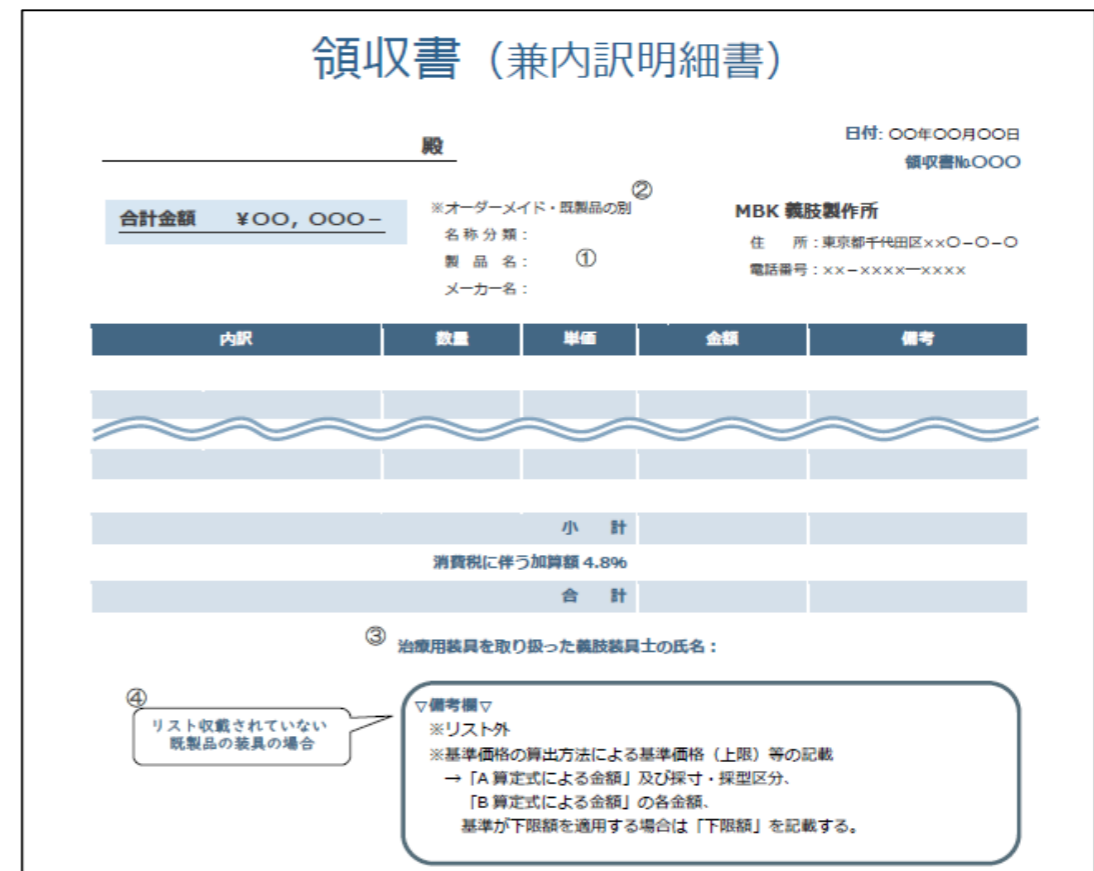 領収書（兼内訳明細書）
日付: 〇〇年〇〇月〇〇日
殿
領収書№〇〇〇
②
※オーダーメイド・既製品の別
合計金額　¥〇〇, 〇〇〇−
MBK 義肢製作所
名称分類：
住　所：東京都千代田区××〇−〇−〇
製品名：　①
電話番号：××−××××—××××
メーカー名：
内訳　数量　単価　金額　備考
小　計
消費税に伴う加算額 4.8%
合　計
③ 治療用装具を取り扱った義肢装具士の氏名：
④
リスト収載されていない
既製品の装具の場合
▽備考欄▽
※リスト外
※基準価格の算出方法による基準価格（上限）等の記載
→「A 算定式による金額」及び採寸・採型区分、
「B 算定式による金額」の各金額、
基準が下限額を適用する場合は「下限額」を記載する。